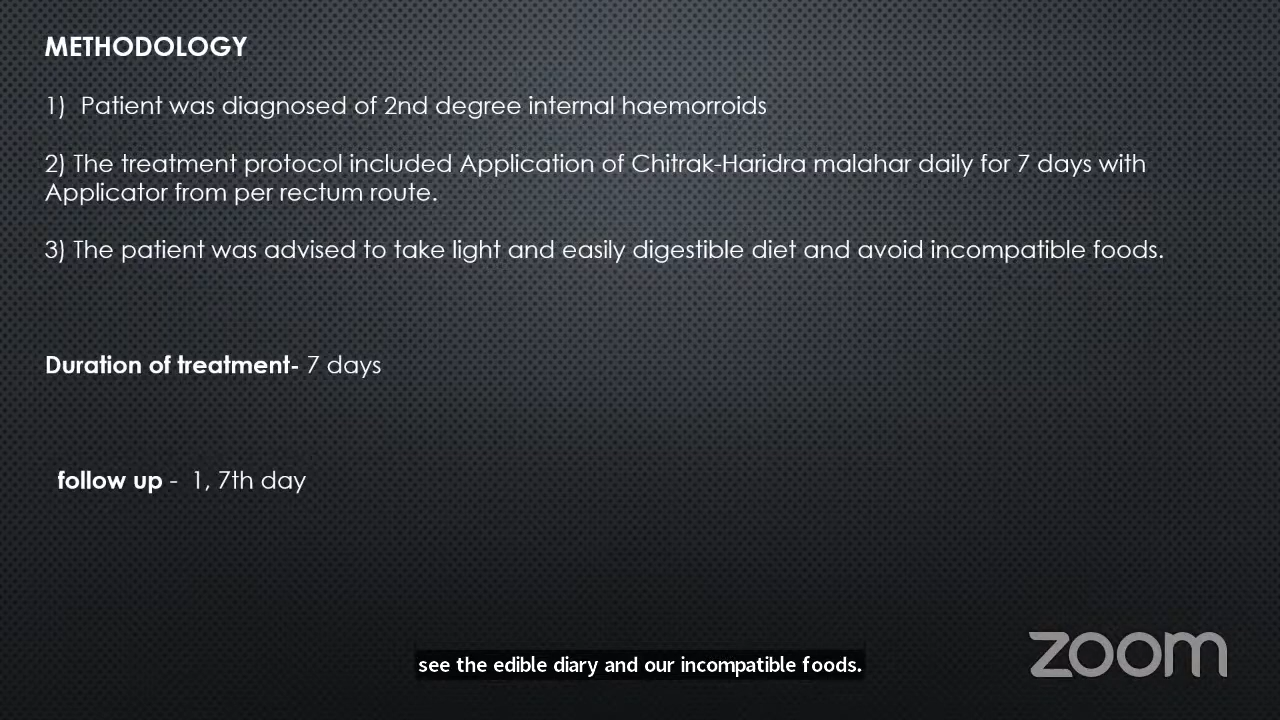 METHODOLOGY
1) Patient was diagnosed of 2nd degree internal haemorroids
2) The treatment protocol included Application of Chitrak-Haridra malahar daily for 7 days with
Applicator from per rectum route.
3) The patient was advised to take light and easily digestible diet and avoid incompatible foods.
Duration of treatment- 7 days
follow up - 1, 7th day
see the edible diary and our incompatible foods.
zoom